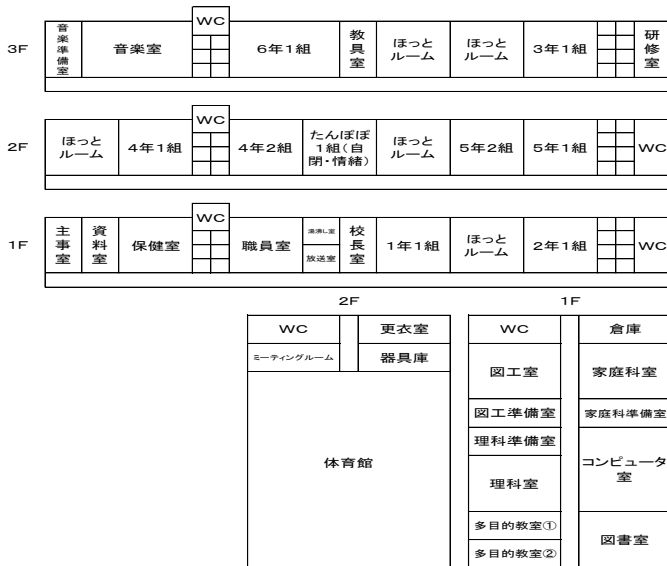 3F
音楽準備室
音楽室
WC
6年1組
教具室
ほっと
ルーム
ほっと
ルーム
3年1組
研修室
2F
ほっと
ルーム
4年1組
WC
4年2組
たんぽぽ
1組(自
閉・情緒)
ほっと
ルーム
5年2組
5年1組
WC
1F
主事室
資料室
保健室
WC
職員室
湯沸し室
放送室
校長室
1年1組
ほっと
ルーム
2年1組
WC
2F
WC
更衣室
ミーティングルーム
器具庫
体育館
1F
WC
倉庫
図工室
家庭科室
図工準備室
家庭科準備室
理科準備室
コンピュータ
室
理科室
多目的教室①
図書室
多目的教室②